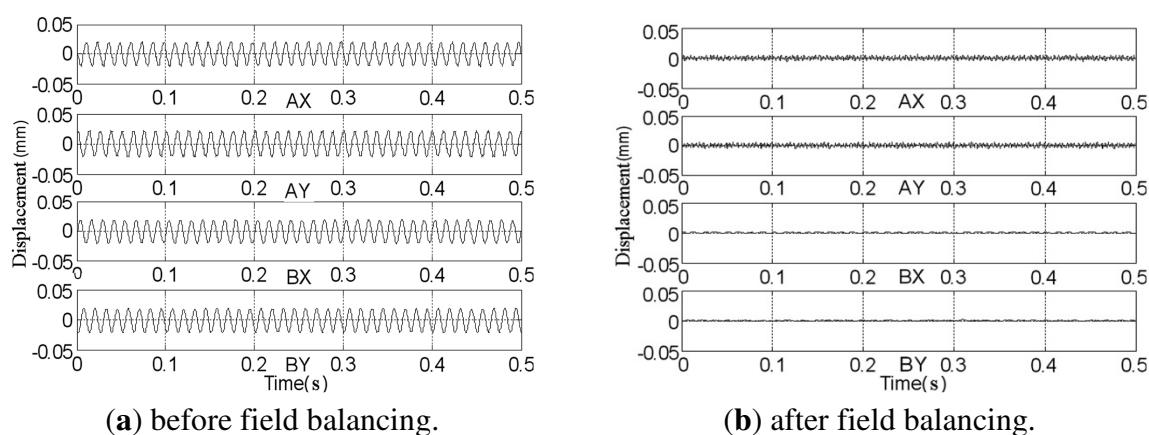 Displacement (mm)
0.05
0
-0.05
0 0.1 0.2 AX 0.3 0.4 0.5
0.05
0
-0.05
0 0.1 0.2 AY 0.3 0.4 0.5
0.05
0
-0.05
0 0.1 0.2 BX 0.3 0.4 0.5
0.05
0
-0.05
0 0.1 0.2 BY 0.3 0.4 0.5
Time(s)
(a) before field balancing.
Displacement(mm)
0.05
0
-0.05
0 0.1 0.2 AX 0.3 0.4 0.5
0.05
0
-0.05
0 0.1 0.2 AY 0.3 0.4 0.5
0.05
0
-0.05
0 0.1 0.2 BX 0.3 0.4 0.5
0.05
0
-0.05
0 0.1 0.2 BY 0.3 0.4 0.5
Time(s)
(b) after field balancing.